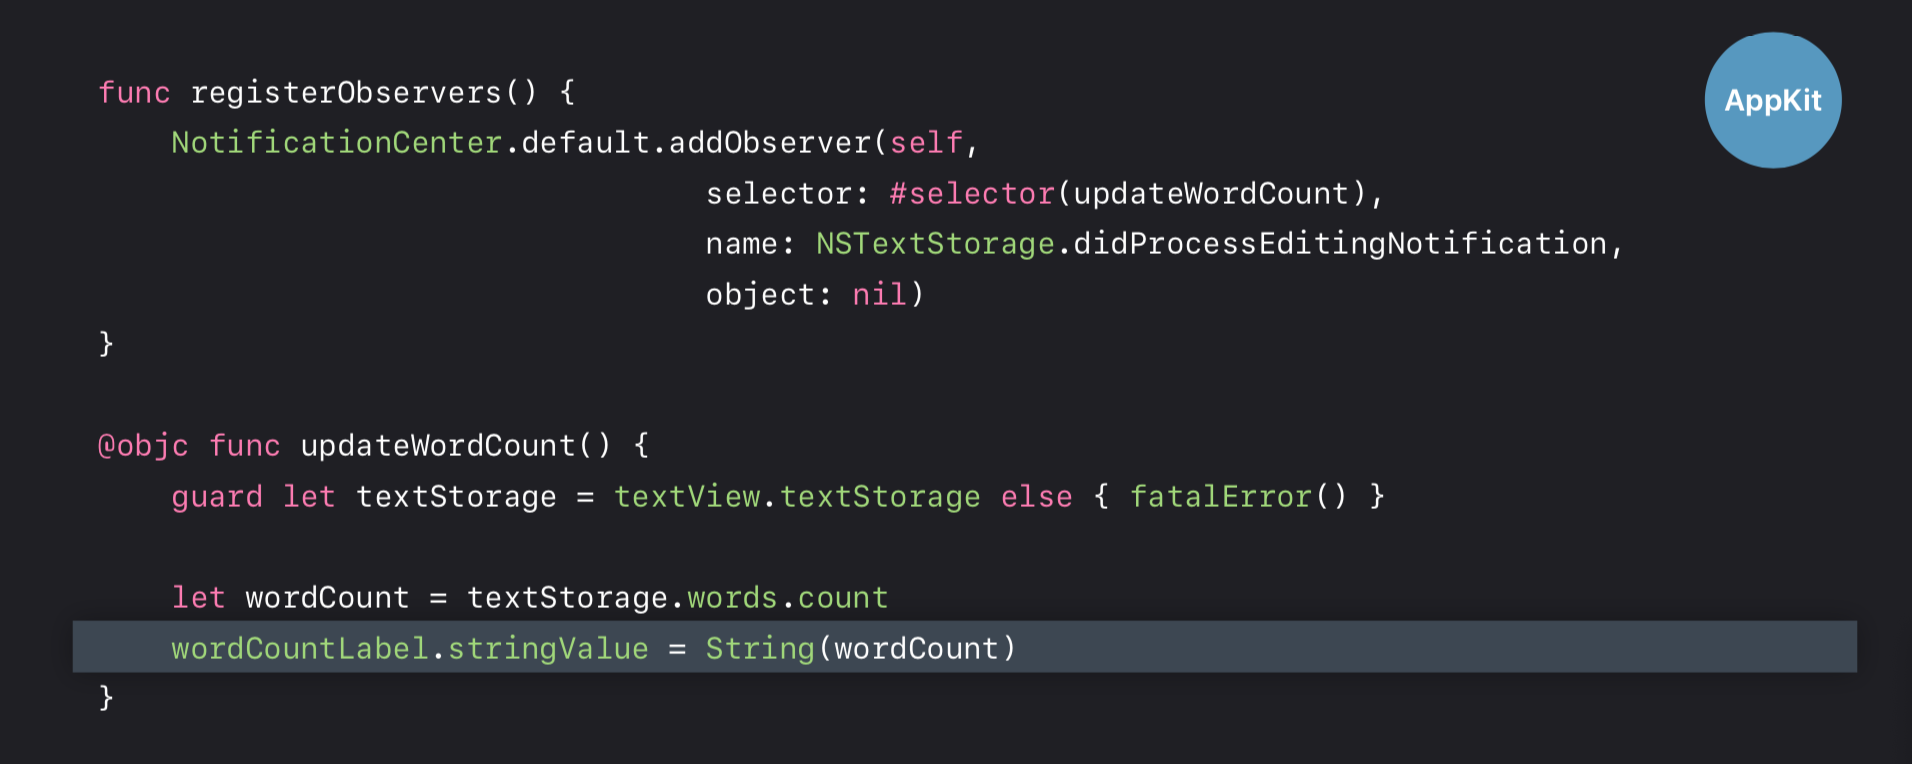 AppKit
func registerObservers() {
    NotificationCenter.default.addObserver(self,
                                 selector: #selector(updateWordCount),
                                 name: NSTextStorage.didProcessEditingNotification,
                                 object: nil)
}
@objc func updateWordCount() {
    guard let textStorage = textView.textStorage else { fatalError() }
    let wordCount = textStorage.words.count
    wordCountLabel.stringValue = String(wordCount)
}